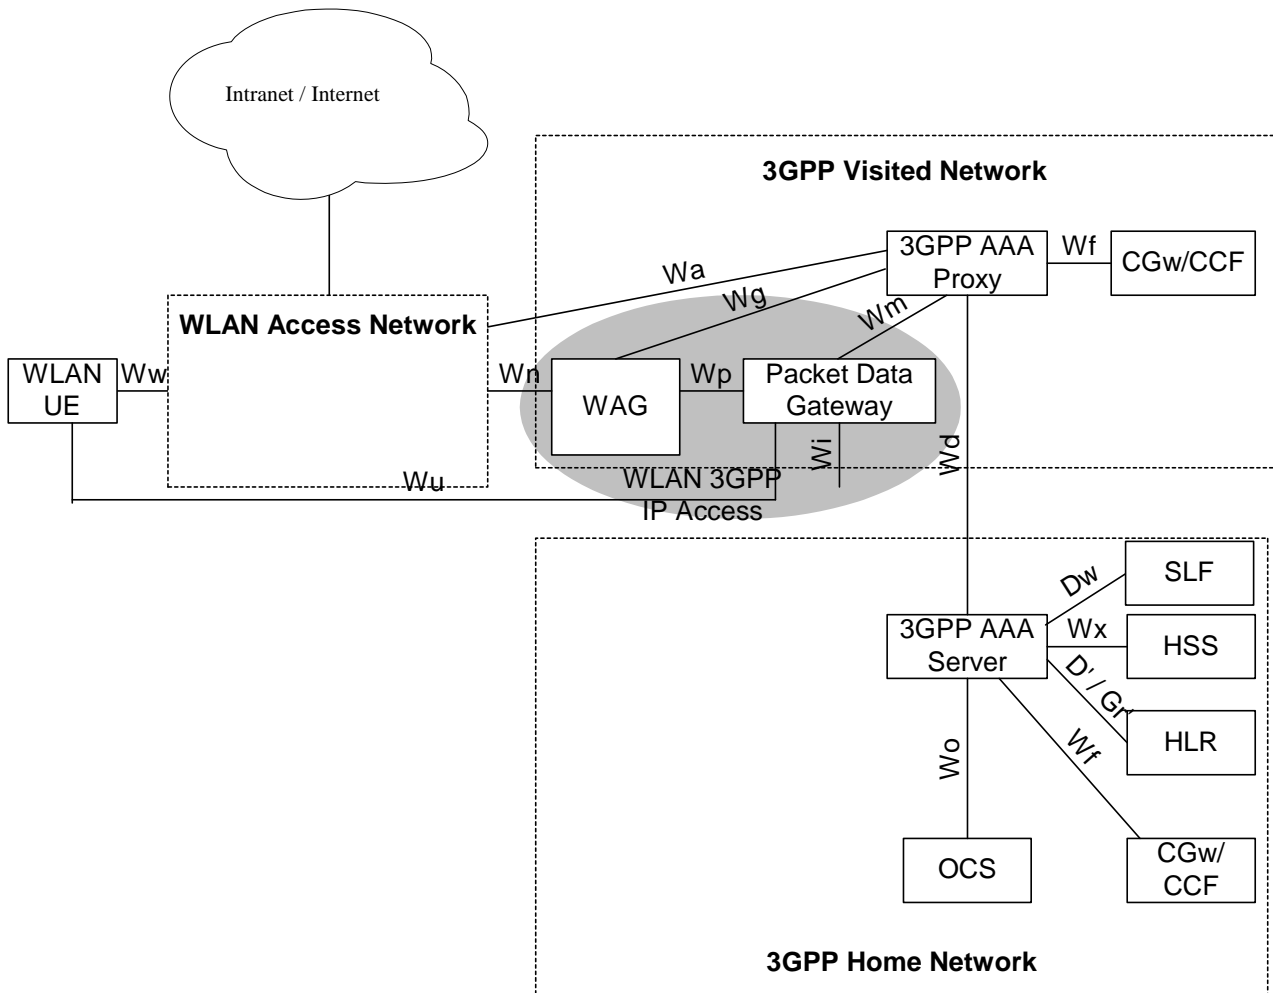 Intranet / Internet
3GPP Visited Network
3GPP AAA
Proxy
Wf
CGw/CCF
Wa
Wg
Wm
WLAN Access Network
WLAN
UE
Ww
Wn
WAG
Wp
Packet Data
Gateway
Wi
Wd
Wu
WLAN 3GPP
IP Access
SLF
Dw
3GPP AAA
Server
Wx
HSS
D' / Gr'
HLR
Wf
Wo
OCS
CGw/
CCF
3GPP Home Network